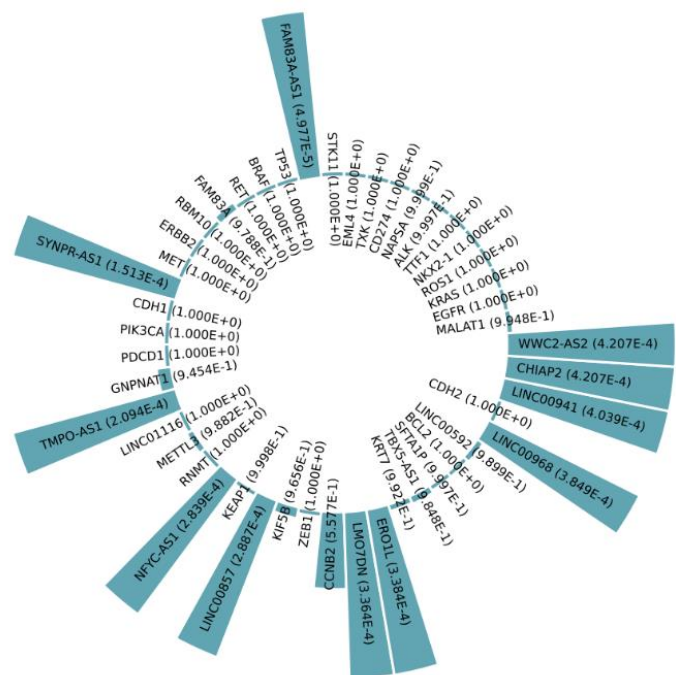 FAM83A-AS1 (4.977E-5)
STK11 (1.000E+0)
EML4 (1.000E+0)
TXK (1.000E+0)
CD274 (1.000E+0)
NAPSA (9.999E-1)
ALK (9.997E-1)
TTF1 (1.000E+0)
NKX2-1 (1.000E+0)
ROS1 (1.000E+0)
KRAS (1.000E+0)
EGFR (1.000E+0)
MALAT1 (9.948E-1)
WWC2-AS2 (4.207E-4)
CHIAP2 (4.207E-4)
LINC00941 (4.039E-4)
CDH2 (1.000E+0)
LINC00968 (3.849E-4)
LINC00592 (9.899E-1)
BCL2 (1.000E+0)
SFTA1P (9.997E-1)
TBX5-AS1 (9.848E-1)
KRT7 (9.922E-1)
ERO1L (3.384E-4)
LMO7DN (3.364E-4)
CCNB2 (5.577E-1)
ZEB1 (1.000E+0)
KIF5B (9.656E-1)
LINC00857 (2.887E-4)
KEAP1 (9.998E-1)
NFYC-AS1 (2.839E-4)
RNMT (1.000E+0)
METTL3 (9.882E-1)
LINC01116 (1.000E+0)
TMPO-AS1 (2.094E-4)
GNPNAT1 (9.454E-1)
PDCD1 (1.000E+0)
PIK3CA (1.000E+0)
CDH1 (1.000E+0)
SYNPR-AS1 (1.513E-4)
MET (1.000E+0)
ERBB2 (1.000E+0)
RBM10 (1.000E+0)
FAM83A (9.788E-1)
RET (1.000E+0)
BRAF (1.000E+0)
TP53 (1.000E+0)